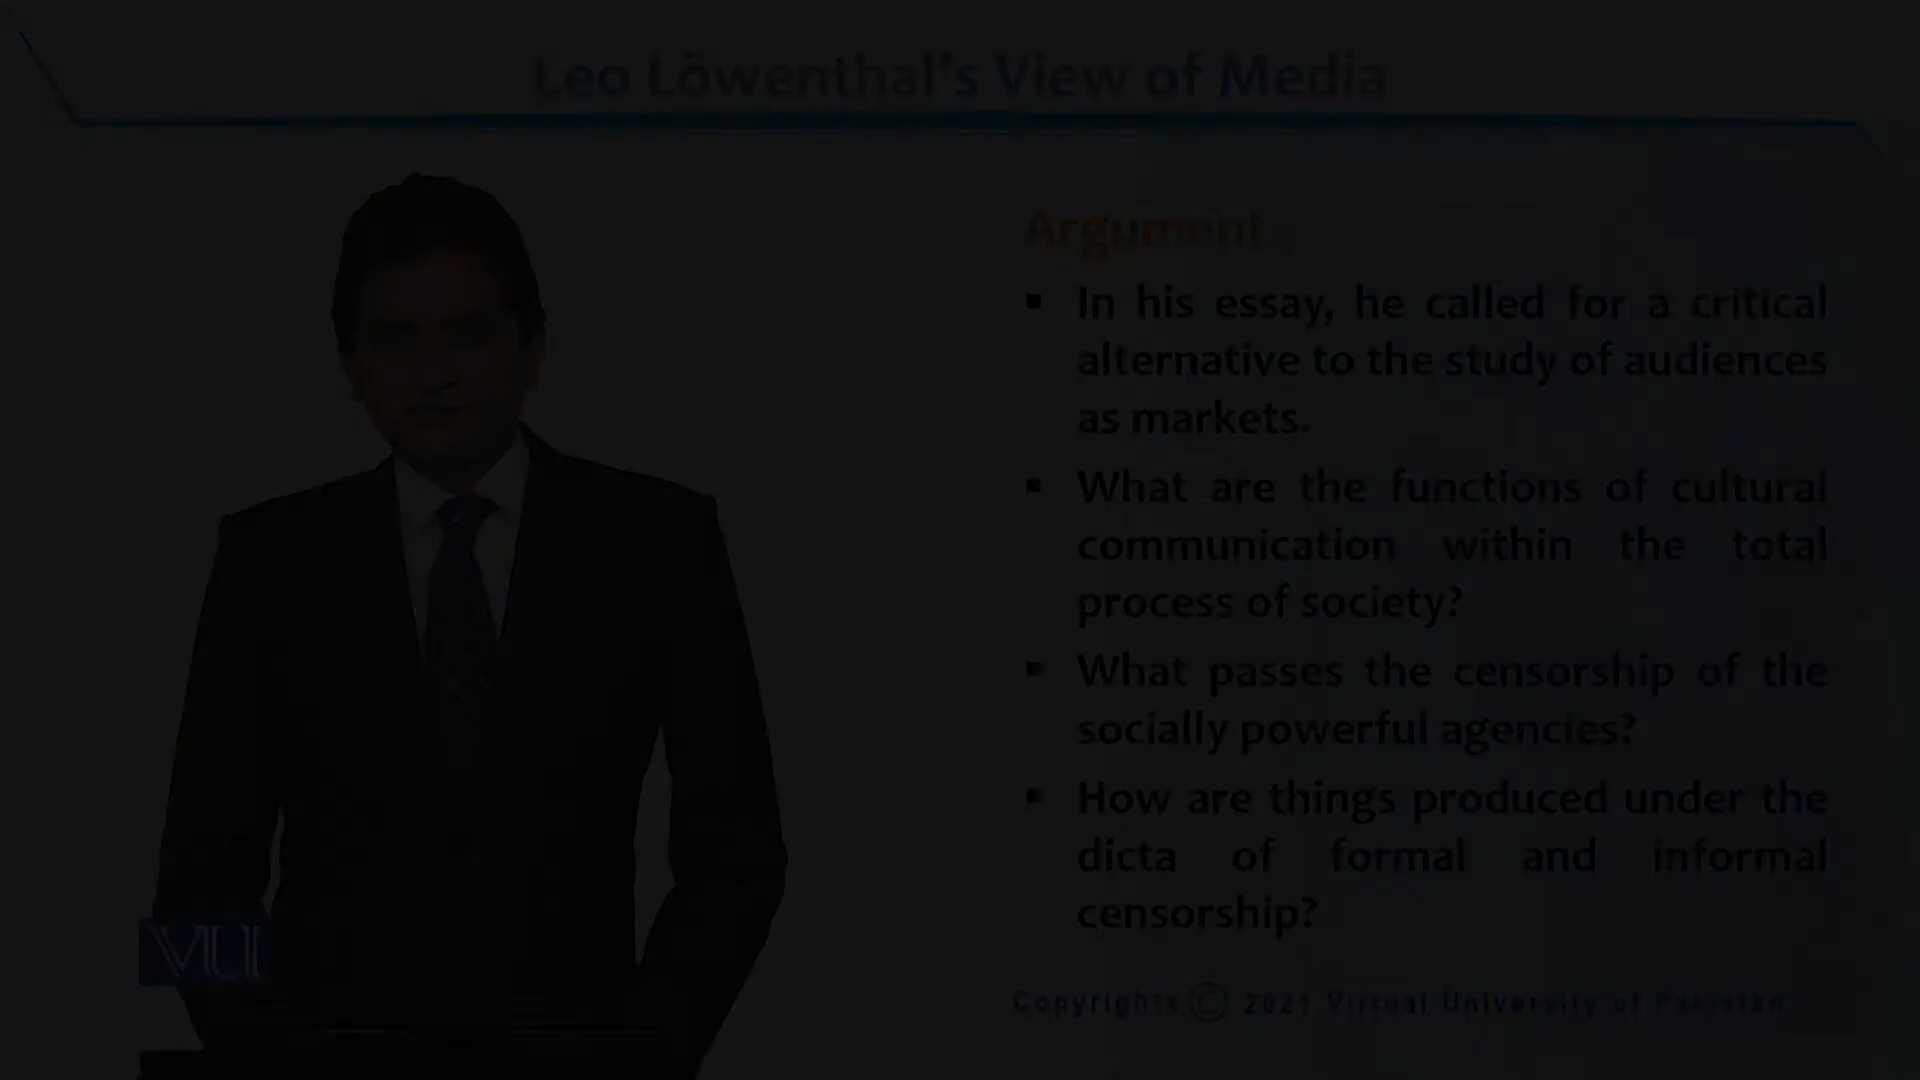 Leo Löwenthal's View of Media
Argument
▪ In his essay, he called for a critical
alternative to the study of audiences
as markets.
▪ What are the functions of cultural
communication within the total
process of society?
▪ What passes the censorship of the
socially powerful agencies?
▪ How are things produced under the
dicta of formal and informal
censorship?
VU
Copyrights © 2021 Virtual University of Pakistan